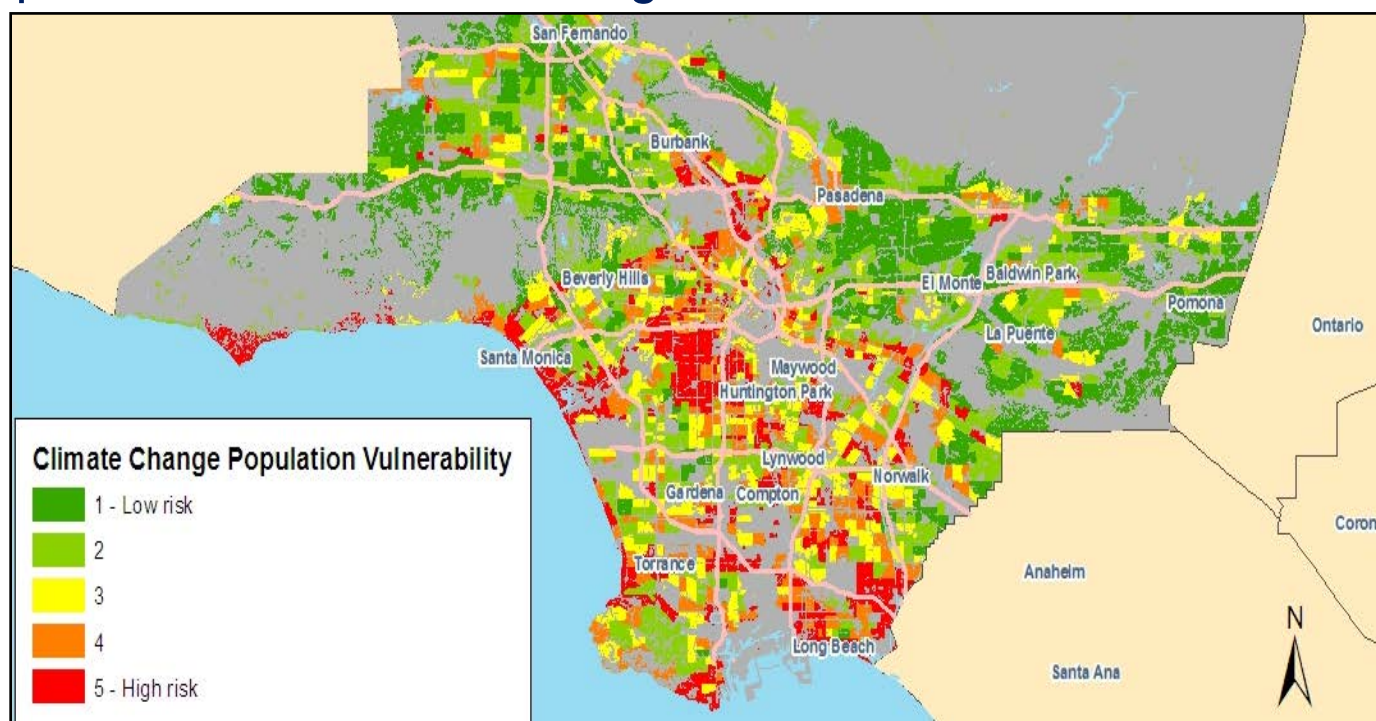 San Fernando
Burbank
Pasadena
Beverly Hills
El Monte
Baldwin Park
Pomona
Ontario
La Puente
Santa Monica
Maywood
Huntington Park
Climate Change Population Vulnerability
1 - Low risk
2
3
4
5 - High risk
Lynwood
Norwalk
Gardena
Compton
Coron
Torrance
Anaheim
Long Beach
Santa Ana
N